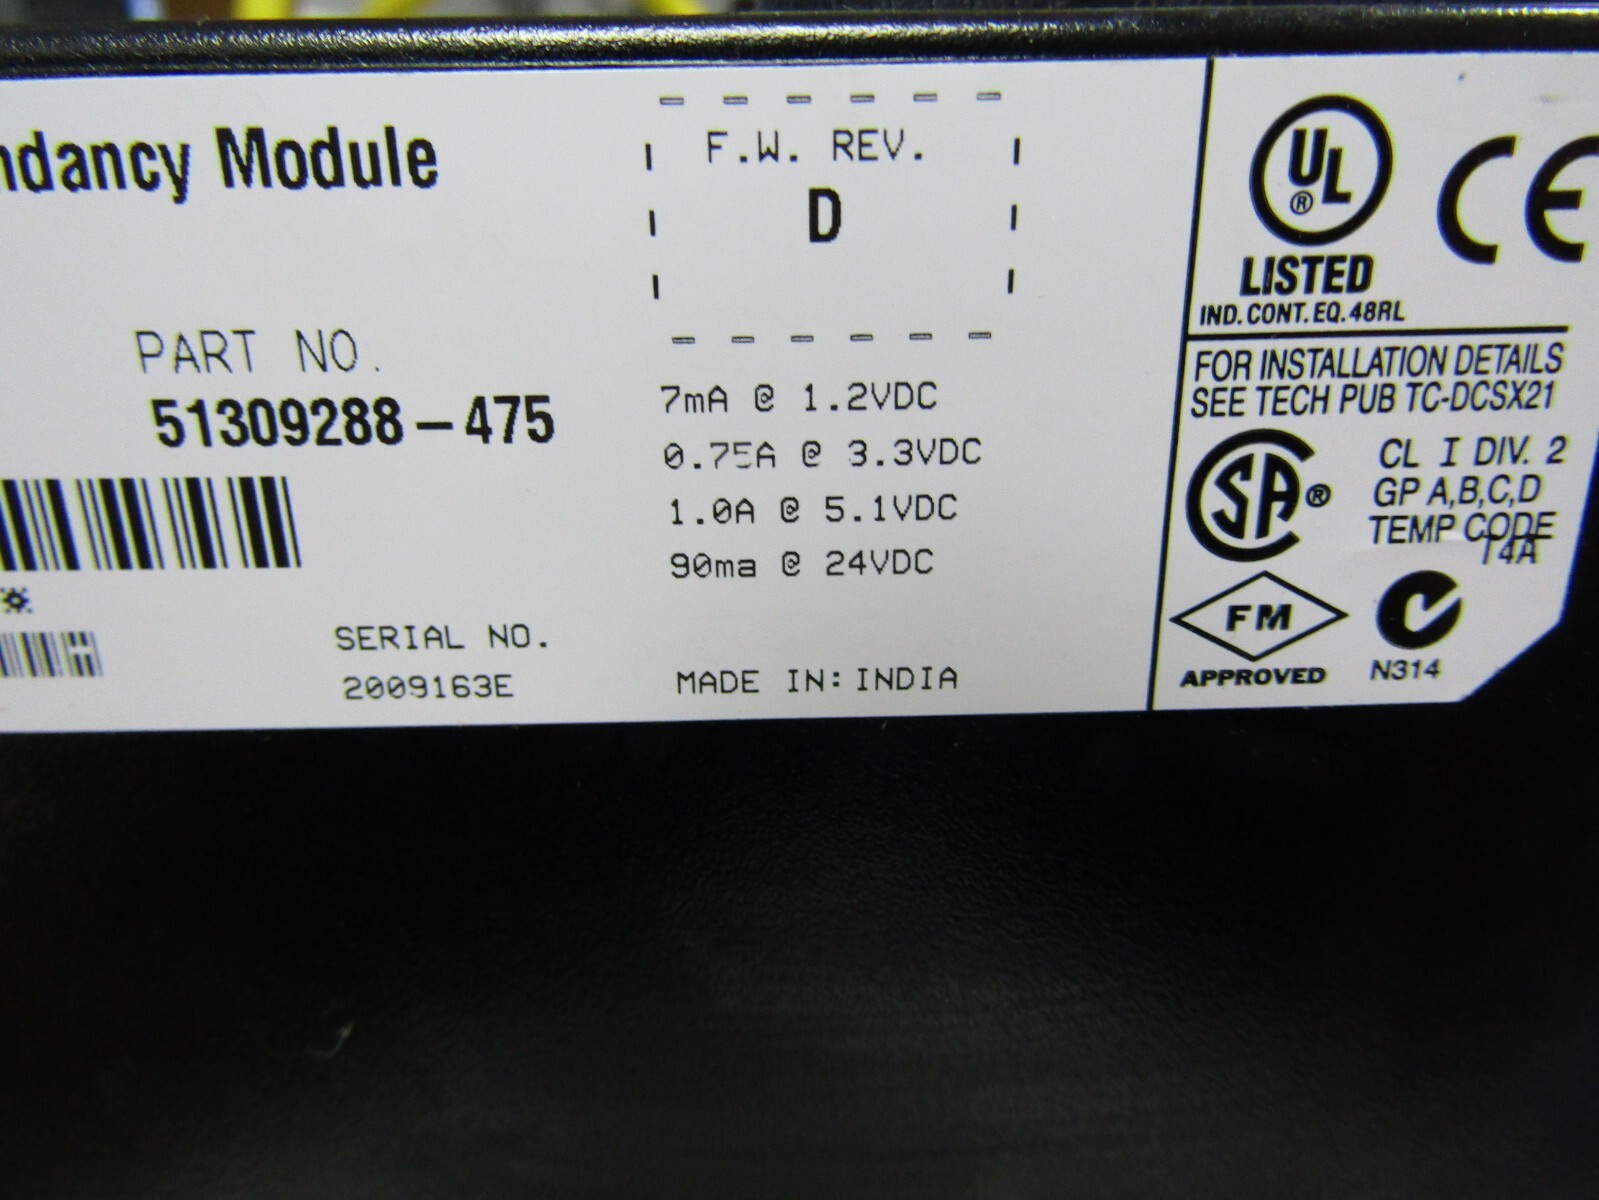 ndancy Module
F.W. REV.
D
PART NO.
51309288-475
7mA @ 1.2VDC
0.75A @ 3.3VDC
1.0A @ 5.1VDC
90ma @ 24VDC
SERIAL NO.
2009163E
MADE IN: INDIA
UL
®
LISTED
IND. CONT. EQ. 48RL
CE
FOR INSTALLATION DETAILS
SEE TECH PUB TC-DCSX21
SA ®
CL I DIV. 2
GP A,B,C,D
TEMP CODE
T4A
FM
APPROVED
N314